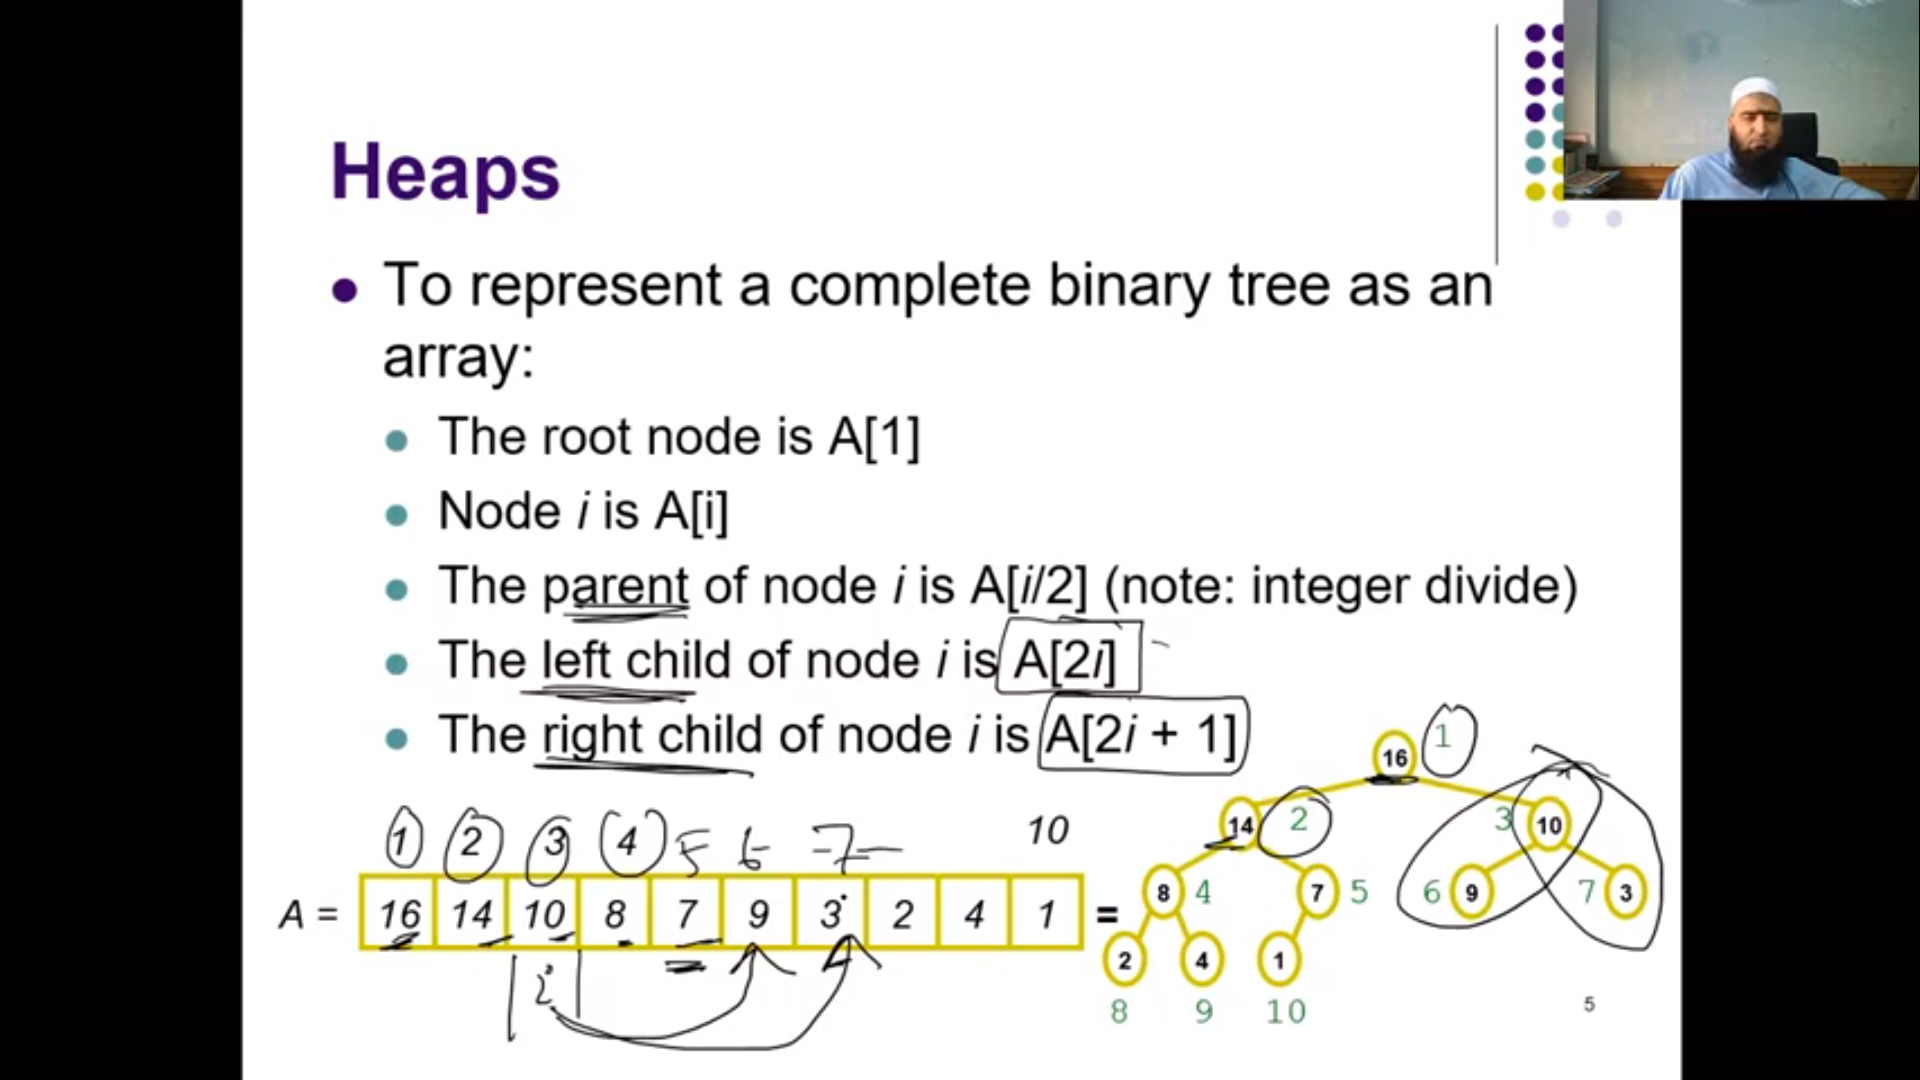 Heaps
To represent a complete binary tree as an
array:
The root node is A[1]
Node i is A[i]
The parent of node i is A[i/2] (note: integer divide)
The left child of node i is A[2i]
The right child of node i is A[2i + 1]
1 2 3 4 5 6 7 10
A = 16 14 10 8 7 9 3 2 4 1 =
i
16 1
14 2 3 10
8 4 7 5 6 9 7 3
2 4 1
8 9 10
5